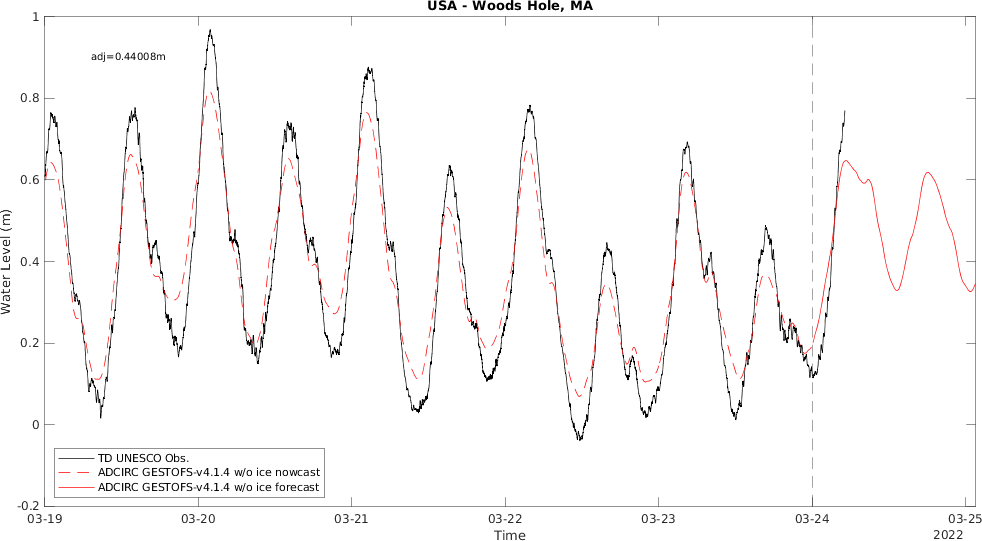 USA - Woods Hole, MA
adj=0.44008m
1
0.8
0.6
0.4
0.2
0
-0.2
Water Level (m)
TD UNESCO Obs.
ADCIRC GESTOFS-v4.1.4 w/o ice nowcast
ADCIRC GESTOFS-v4.1.4 w/o ice forecast
03-19 03-20 03-21 03-22 03-23 03-24 03-25
Time
2022